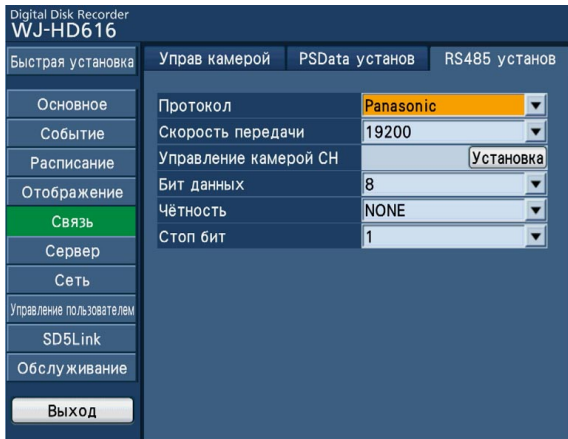 Digital Disk Recorder
WJ-HD616
Быстрая установка
Основное
Событие
Расписание
Отображение
Связь
Сервер
Сеть
Управление пользователем
SD5Link
Обслуживание
Выход
Управ камерой PSData установ RS485 установ
Протокол Panasonic
Скорость передачи 19200
Управление камерой CH Установка
Бит данных 8
Чётность NONE
Стоп бит 1